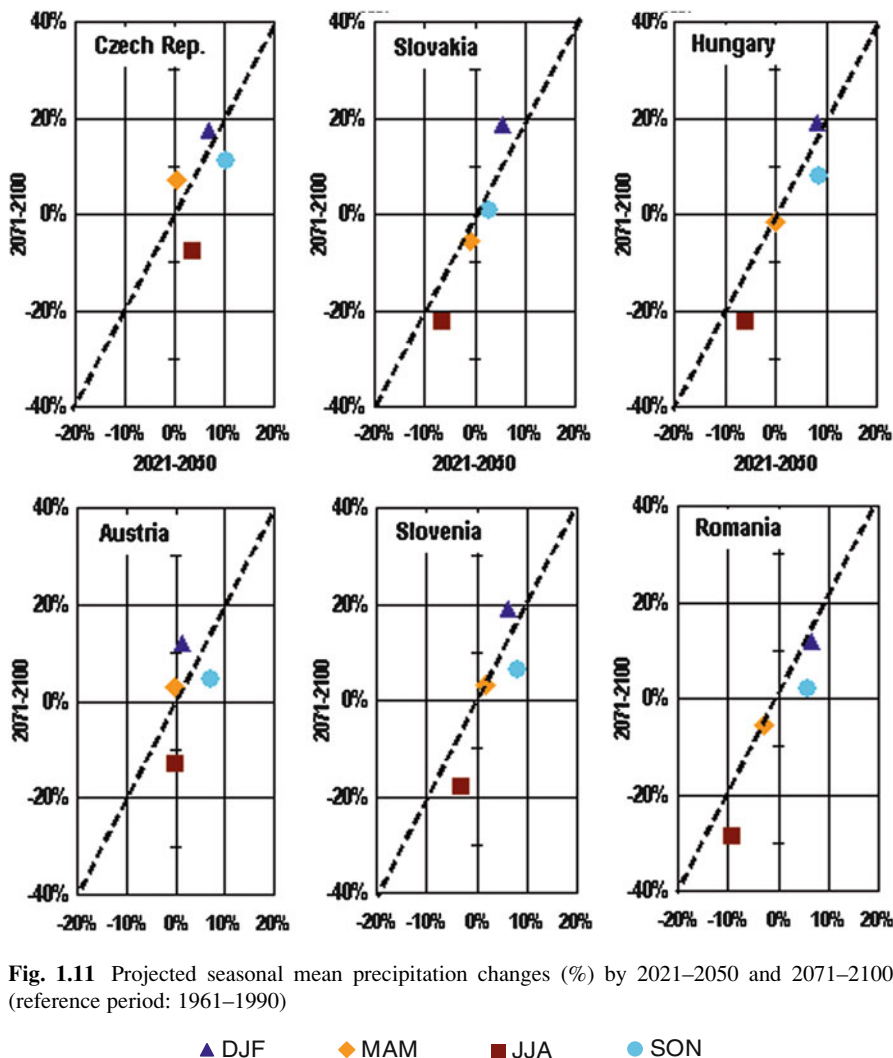 40%
20%
0%
-20%
-40%
2071-2100
Czech Rep.
-20% -10% 0% 10% 20%
2021-2050
40%
20%
0%
-20%
-40%
2071-2100
Slovakia
-20% -10% 0% 10% 20%
2021-2050
40%
20%
0%
-20%
-40%
2071-2100
Hungary
-20% -10% 0% 10% 20%
2021-2050
40%
20%
0%
-20%
-40%
2071-2100
Austria
-20% -10% 0% 10% 20%
40%
20%
0%
-20%
-40%
2071-2100
Slovenia
-20% -10% 0% 10% 20%
40%
20%
0%
-20%
-40%
2071-2100
Romania
-20% -10% 0% 10% 20%
Fig. 1.11 Projected seasonal mean precipitation changes (%) by 2021–2050 and 2071–2100
(reference period: 1961–1990)
DJF MAM JJA SON